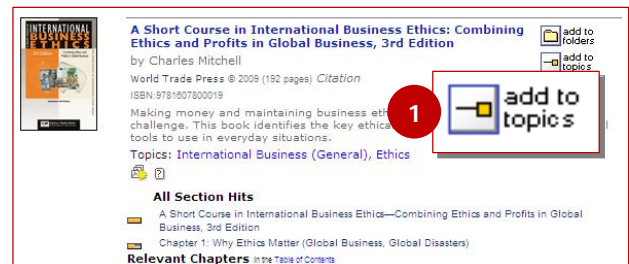 INTERNATIONAL
BUSINESS
ETHICS
A Short Course in International Business Ethics: Combining
Ethics and Profits in Global Business, 3rd Edition
add to
folders
by Charles Mitchell
add to
topics
World Trade Press © 2009 (192 pages) Citation
ISBN:9781607800019
Making money and maintaining business eth
challenge. This book identifies the key ethica
tools to use in everyday situations.
1
add to
topics
Topics: International Business (General), Ethics
?
All Section Hits
A Short Course in International Business Ethics—Combining Ethics and Profits in Global
Business, 3rd Edition
Chapter 1: Why Ethics Matter (Global Business, Global Disasters)
Relevant Chapters in the Table of Contents